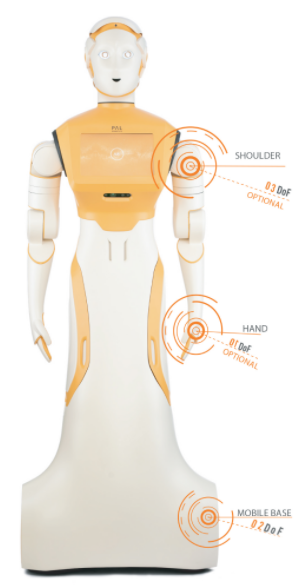 SHOULDER
03 DoF
OPTIONAL
HAND
01 DoF
OPTIONAL
MOBILE BASE
02 DoF